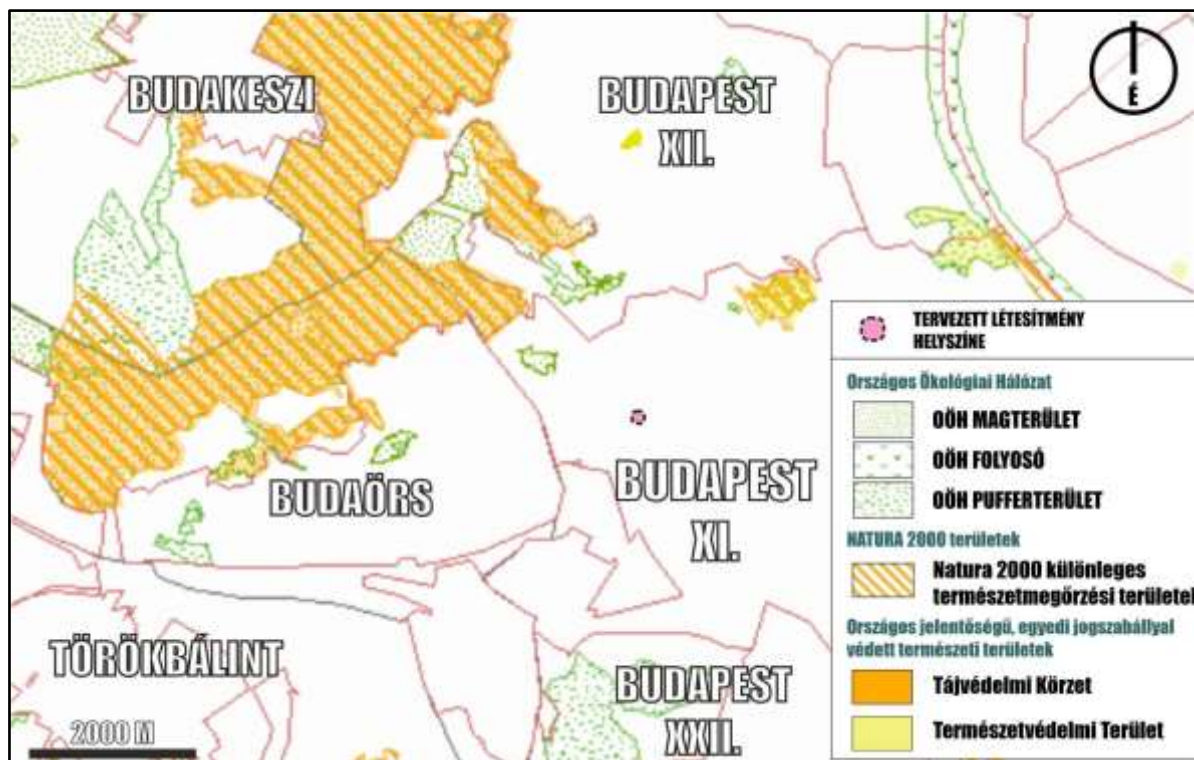 BUDAKESZI
BUDAPEST
XII.
É
BUDAÖRS
BUDAPEST
XI.
TÖRÖKBÁLINT
BUDAPEST
XXII.
2000 M
TERVEZETT LÉTESÍTMÉNY
HELYSZÍNE
Országos Ökológiai Hálózat
OÖH MAGTERÜLET
OÖH FOLYOSÓ
OÖH PUFFERTERÜLET
NATURA 2000 területek
Natura 2000 különleges
természetmegőrzési területek
Országos jelentőségű, egyedi jogszabállyal
védett természeti területek
Tájvédelmi Körzet
Természetvédelmi Terület